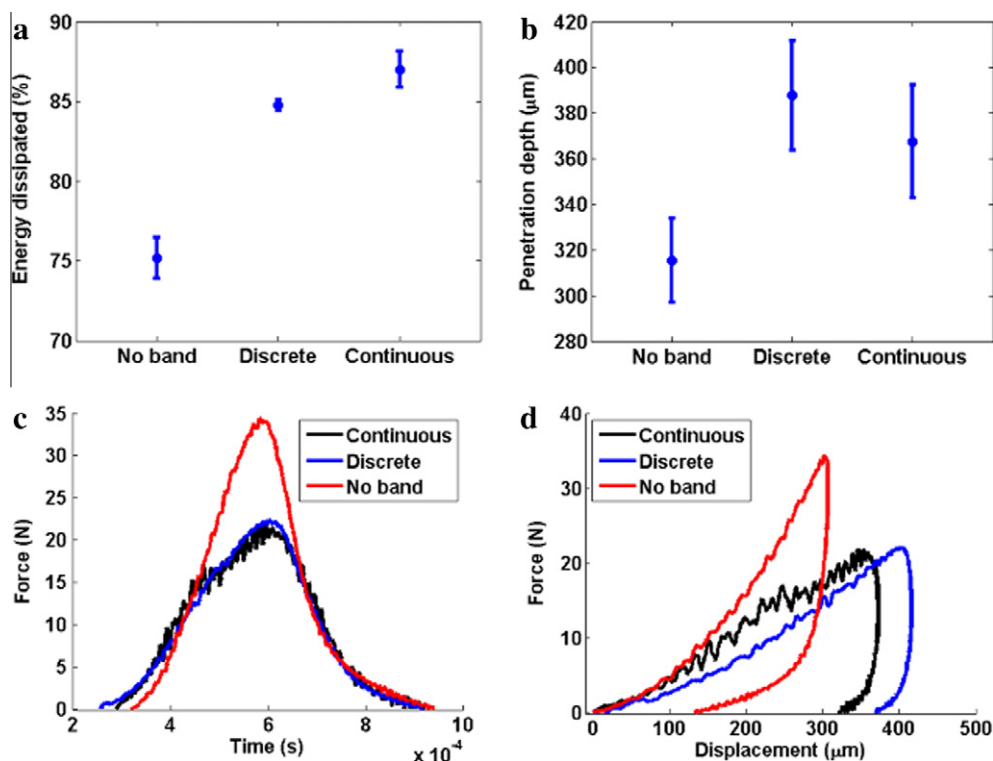 a
90
85
80
75
70
Energy dissipated (%)
No band
Discrete
Continuous
b
420
400
380
360
340
320
300
280
Penetration depth (μm)
No band
Discrete
Continuous
c
35
30
25
20
15
10
5
0
Force (N)
Continuous
Discrete
No band
2
4
6
8
10
Time (s)
x 10⁻⁴
d
40
30
20
10
0
Force (N)
Continuous
Discrete
No band
0
100
200
300
400
500
Displacement (μm)